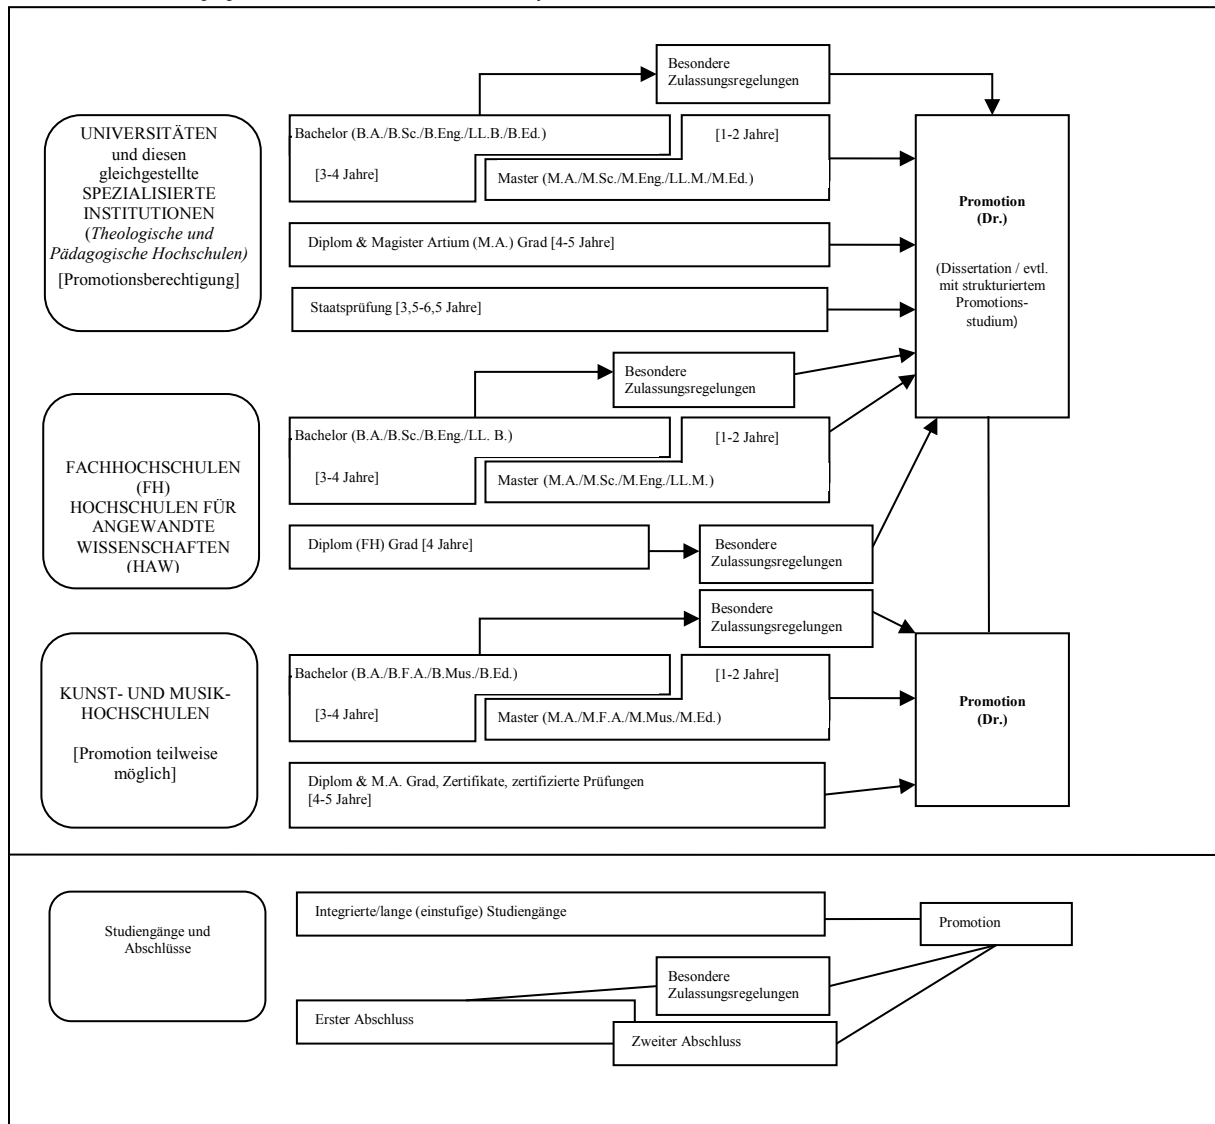 Besondere
Zulassungsregelungen
UNIVERSITÄTEN
und diesen
gleichgestellte
SPEZIALISIERTE
INSTITUTIONEN
(Theologische und
Pädagogische Hochschulen)
[Promotionsberechtigung]
Bachelor (B.A./B.Sc./B.Eng./LL.B./B.Ed.)
[1-2 Jahre]
[3-4 Jahre]
Master (M.A./M.Sc./M.Eng./LL.M./M.Ed.)
Diplom & Magister Artium (M.A.) Grad [4-5 Jahre]
Staatsprüfung [3,5-6,5 Jahre]
Promotion
(Dr.)
(Dissertation / evtl.
mit strukturiertem
Promotions-
studium)
Besondere
Zulassungsregelungen
FACHHOCHSCHULEN
(FH)
HOCHSCHULEN FÜR
ANGEWANDTE
WISSENSCHAFTEN
(HAW)
Bachelor (B.A./B.Sc./B.Eng./LL. B.)
[1-2 Jahre]
[3-4 Jahre]
Master (M.A./M.Sc./M.Eng./LL.M.)
Diplom (FH) Grad [4 Jahre]
Besondere
Zulassungsregelungen
Besondere
Zulassungsregelungen
KUNST- UND MUSIK-
HOCHSCHULEN
[Promotion teilweise
möglich]
Bachelor (B.A./B.F.A./B.Mus./B.Ed.)
[1-2 Jahre]
[3-4 Jahre]
Master (M.A./M.F.A./M.Mus./M.Ed.)
Diplom & M.A. Grad, Zertifikate, zertifizierte Prüfungen
[4-5 Jahre]
Promotion
(Dr.)
Studiengänge und
Abschlüsse
Integrierte/lange (einstufige) Studiengänge
Promotion
Besondere
Zulassungsregelungen
Erster Abschluss
Zweiter Abschluss